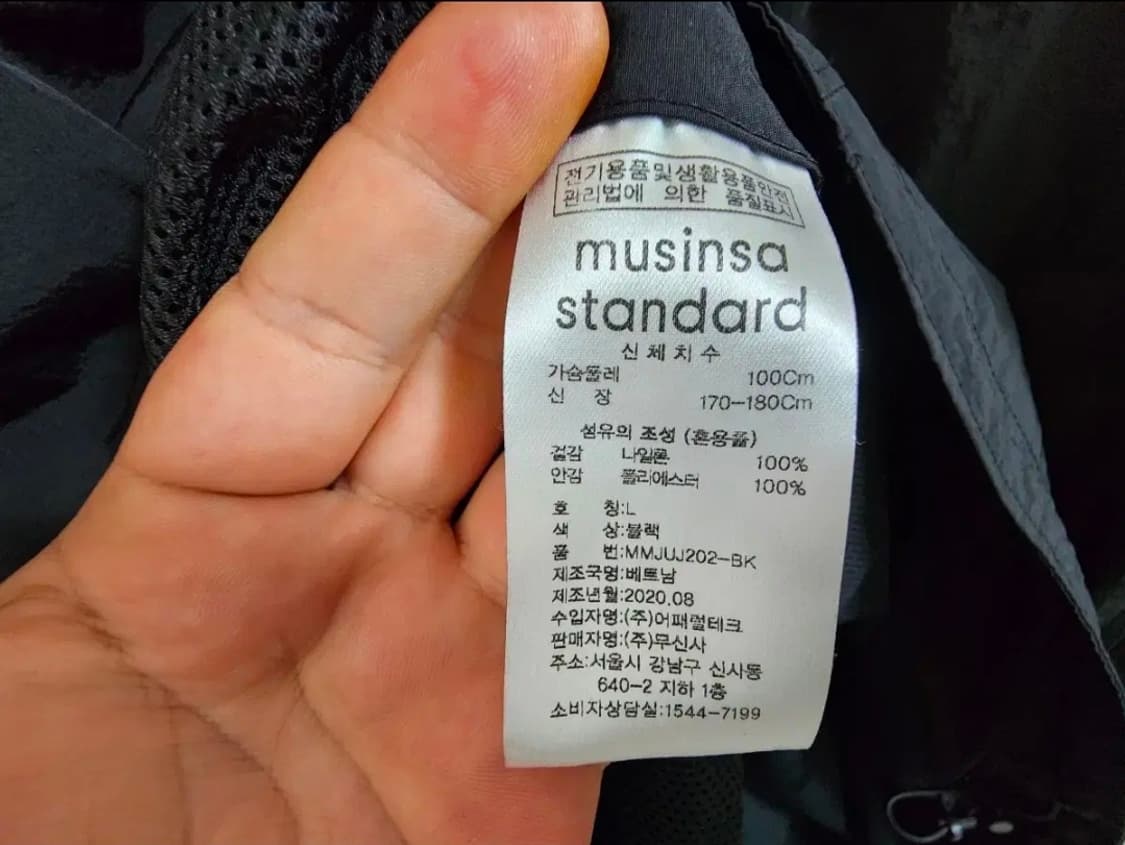 전기용품및생활용품안전
관리법에 의한 품질표시
musinsa
standard
신체치수
가슴둘레 100Cm
신 장 170-180Cm
섬유의 조성 (혼용률)
겉감 나일론 100%
안감 폴리에스터 100%
호 칭:L
색 상:블랙
품 번:MMJUJ202-BK
제조국명:베트남
제조년월:2020.08
수입자명:(주)어패럴테크
판매자명:(주)무신사
주소:서울시 강남구 신사동
640-2 지하 1층
소비자상담실:1544-7199